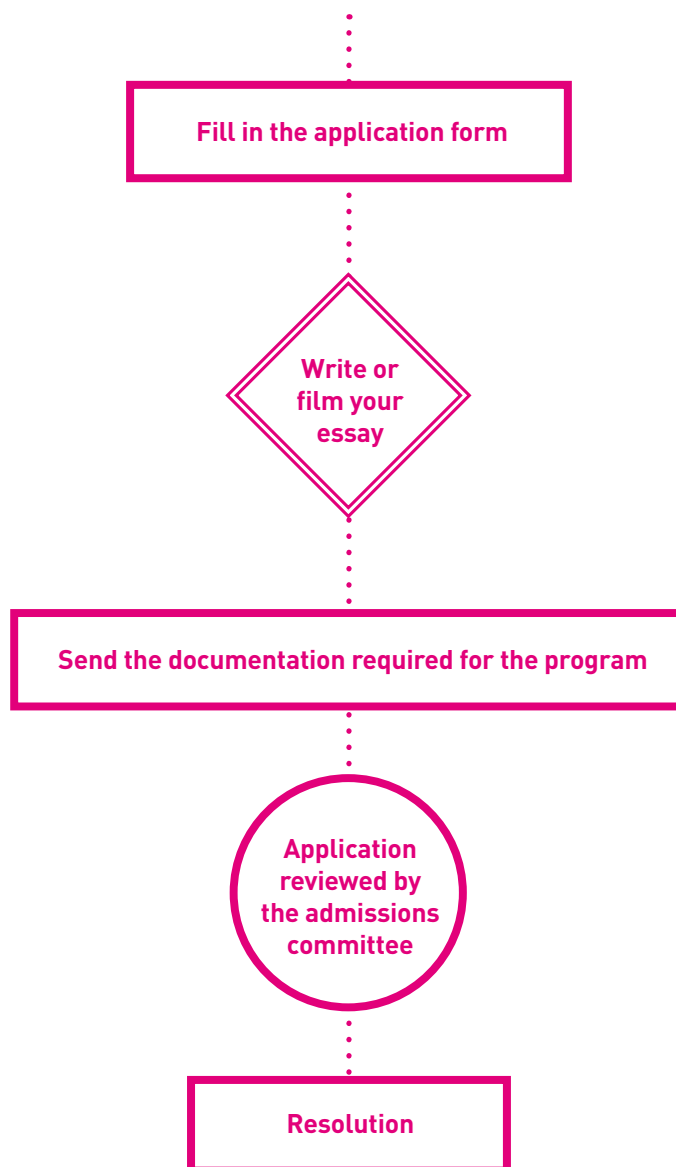 Fill in the application form
Write or
film your
essay
Send the documentation required for the program
Application
reviewed by
the admissions
committee
Resolution